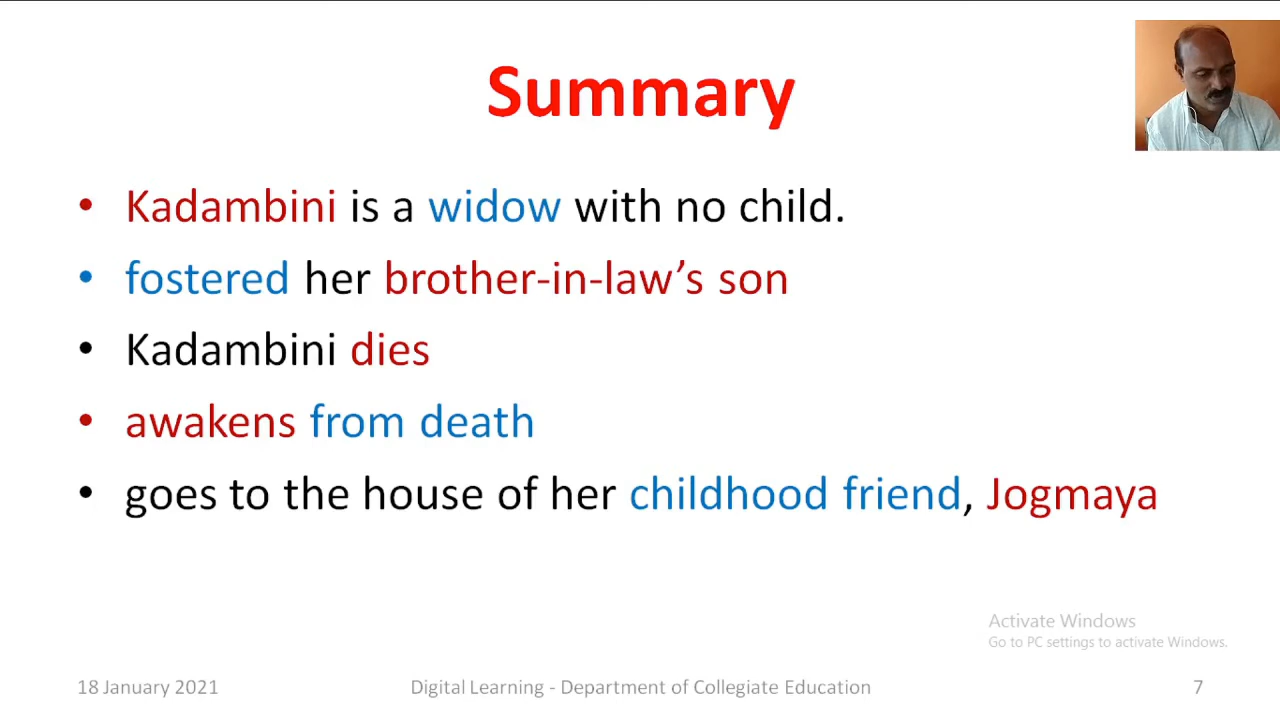 Summary
• Kadambini is a widow with no child.
• fostered her brother-in-law’s son
• Kadambini dies
• awakens from death
• goes to the house of her childhood friend, Jogmaya
Activate Windows
Go to PC settings to activate Windows.
18 January 2021 Digital Learning - Department of Collegiate Education 7